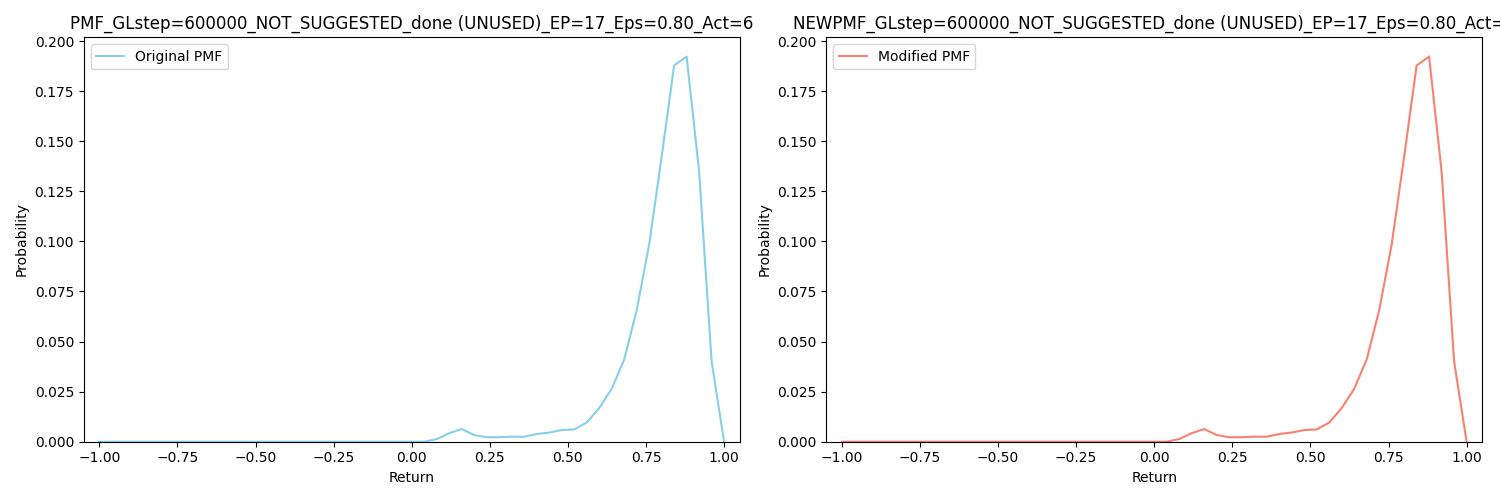 PMF_GLstep=600000_NOT_SUGGESTED_done (UNUSED)_EP=17_Eps=0.80_Act=6
Original PMF
0.200
0.175
0.150
0.125
0.100
0.075
0.050
0.025
0.000
Probability
−1.00 −0.75 −0.50 −0.25 0.00 0.25 0.50 0.75 1.00
Return
NEWPMF_GLstep=600000_NOT_SUGGESTED_done (UNUSED)_EP=17_Eps=0.80_Act=
Modified PMF
0.200
0.175
0.150
0.125
0.100
0.075
0.050
0.025
0.000
Probability
−1.00 −0.75 −0.50 −0.25 0.00 0.25 0.50 0.75 1.00
Return